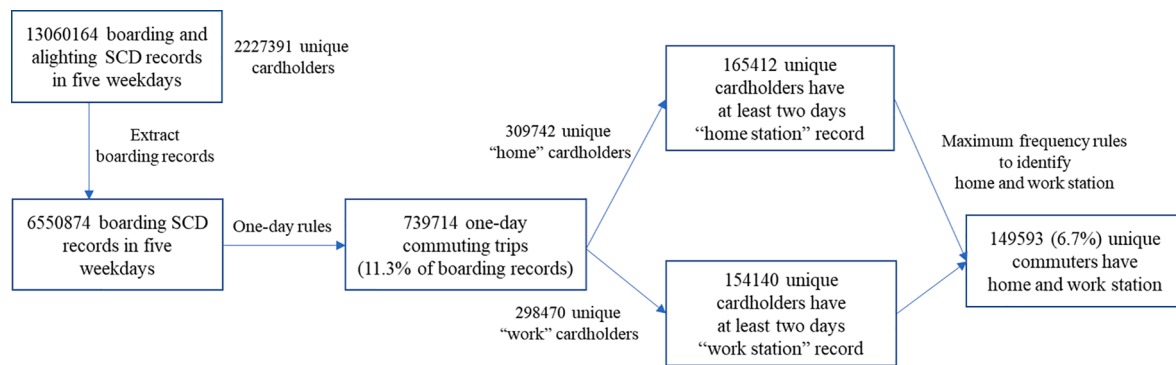 13060164 boarding and
alighting SCD records
in five weekdays
2227391 unique
cardholders
Extract
boarding records
6550874 boarding SCD
records in five
weekdays
One-day rules
739714 one-day
commuting trips
(11.3% of boarding records)
309742 unique
“home” cardholders
298470 unique
“work” cardholders
165412 unique
cardholders have
at least two days
“home station” record
154140 unique
cardholders have
at least two days
“work station” record
Maximum frequency rules
to identify
home and work station
149593 (6.7%) unique
commuters have
home and work station